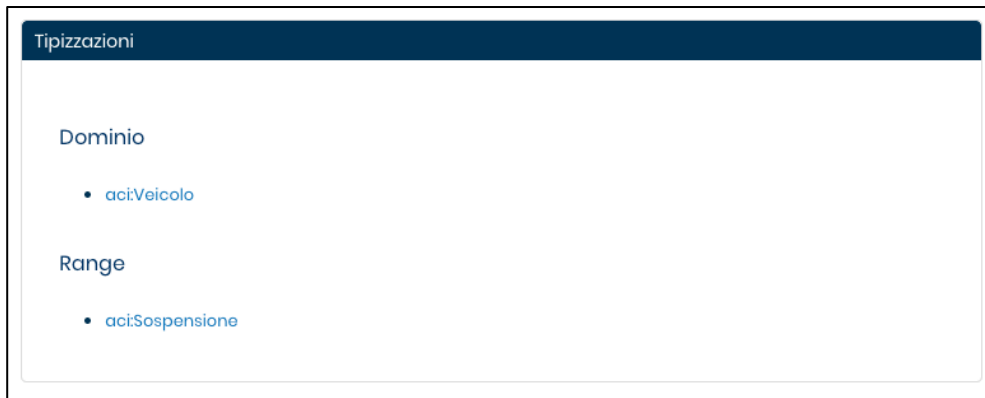 Tipizzazioni
Dominio
aci:Veicolo
Range
aci:Sospensione